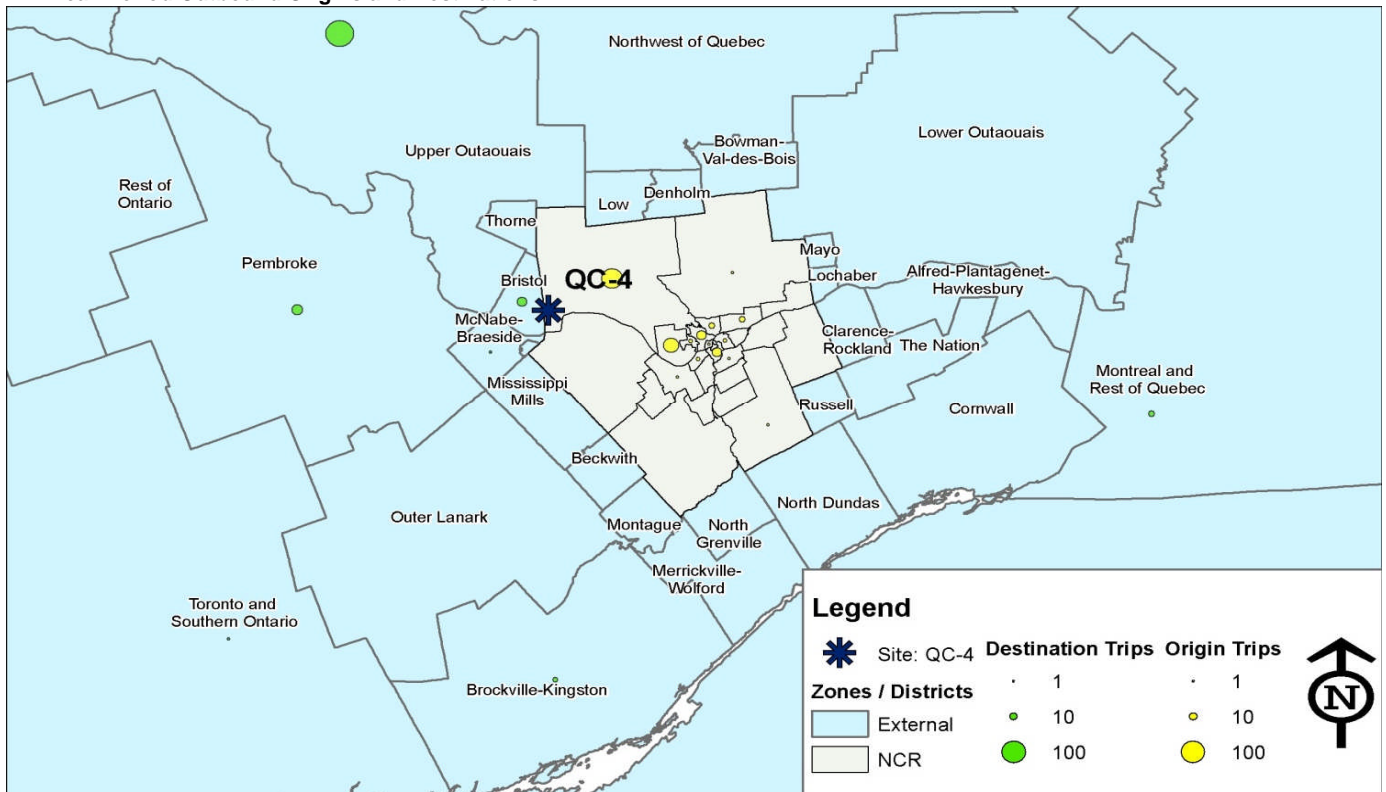 Northwest of Quebec
Lower Outaouais
Bowman-
Val-des-Bois
Upper Outaouais
Rest of
Ontario
Denholm
Low
Thorne
Mayo
Pembroke
Lochaber
Alfred-Plantagenet-
Hawkesbury
Bristol
QC-4
McNabe-
Braeside
Clarence-
Rockland
The Nation
Montreal and
Rest of Quebec
Mississippi
Mills
Russell
Cornwall
Beckwith
North Dundas
Outer Lanark
Montague
North
Grenville
Merrickville-
Wolford
Toronto and
Southern Ontario
Brockville-Kingston
Legend
Site: QC-4
Zones / Districts
External
NCR
Destination Trips
1
10
100
Origin Trips
1
10
100
N